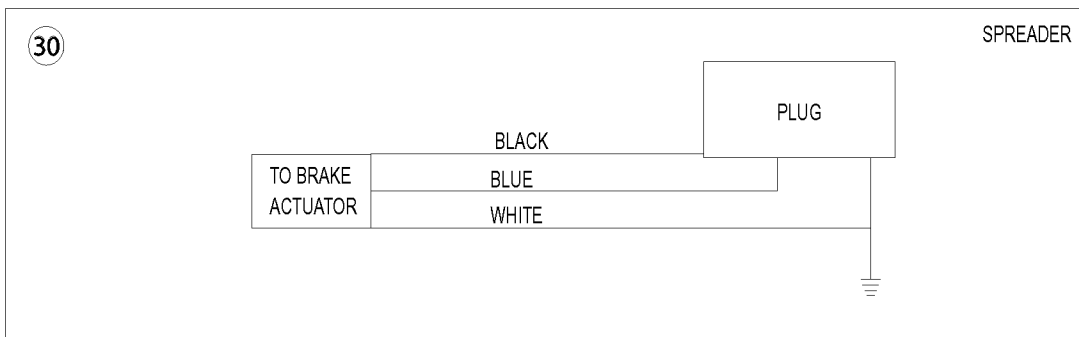 30
SPREADER
PLUG
BLACK
TO BRAKE
ACTUATOR
BLUE
WHITE